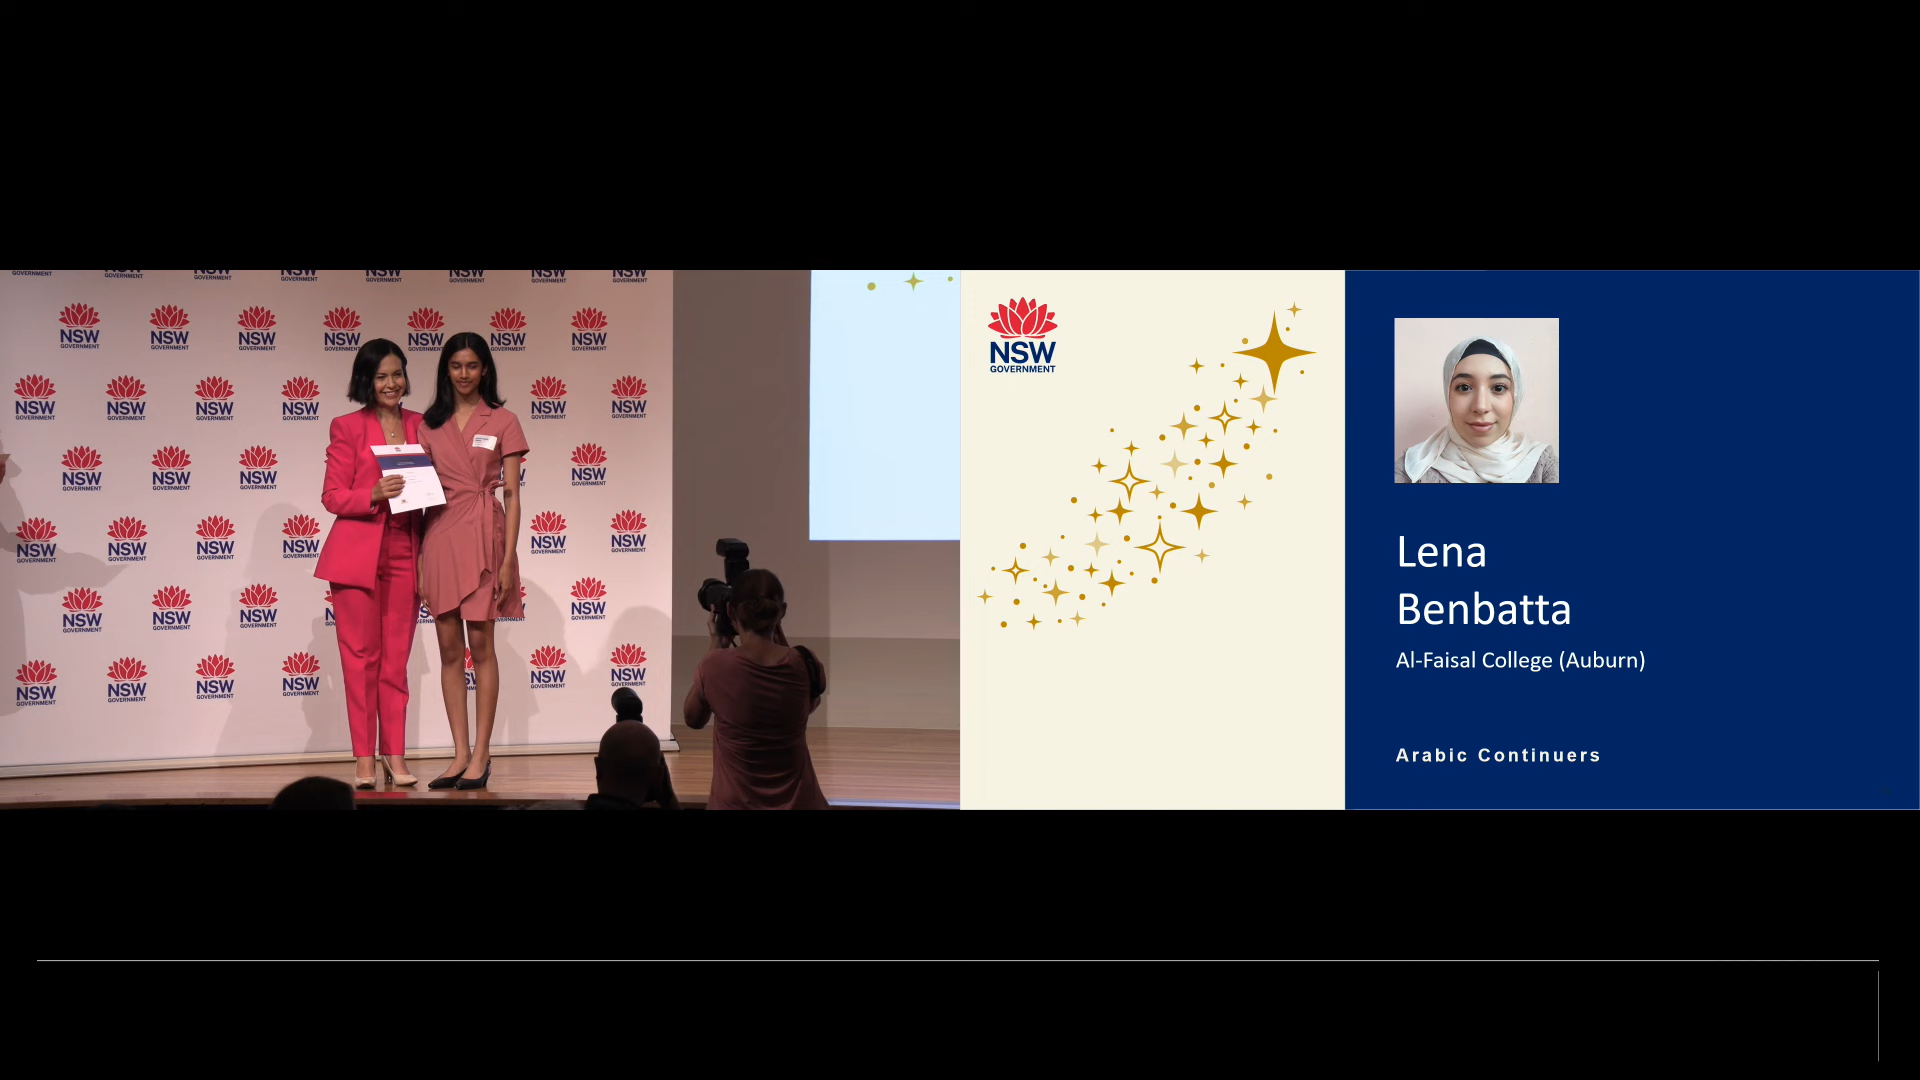 NSW
GOVERNMENT
Lena
Benbatta
Al-Faisal College (Auburn)
Arabic Continuers